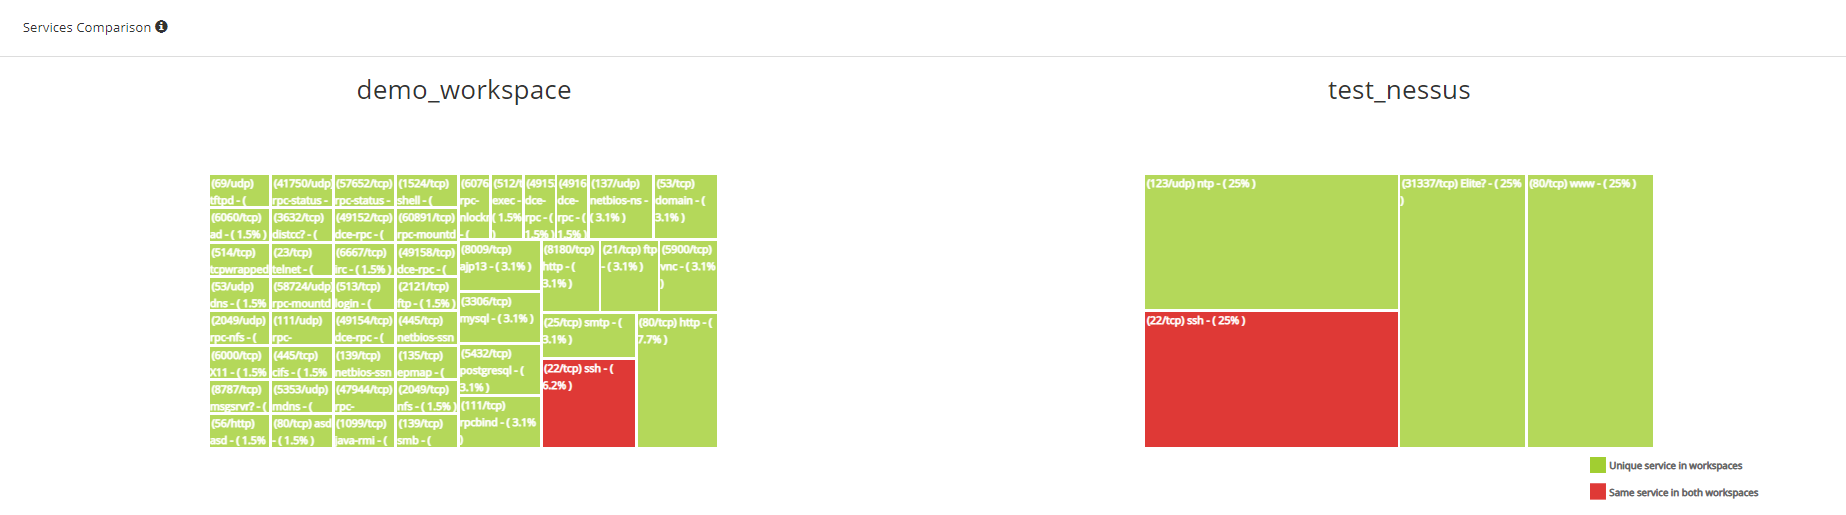 Services Comparison
demo_workspace
test_nessus
(69/udp)
tftpd - (
(41750/udp)
rpc-status -
(57652/tcp)
rpc-status -
(1524/tcp)
shell - (
(6076
rpc-
nlockr
- (
(512/t
exec -
( 1.5%
)
(4915
dce-
rpc - (
1.5% )
(4916
dce-
rpc - (
1.5% )
(137/udp)
netbios-ns -
( 3.1% )
(53/tcp)
domain - (
3.1% )
(6060/tcp)
ad - ( 1.5% )
(3632/tcp)
distcc? - (
(49152/tcp)
dce-rpc - (
(60891/tcp)
rpc-mountd
(514/tcp)
tcpwrapped
(23/tcp)
telnet - (
(6667/tcp)
irc - ( 1.5% )
(49158/tcp)
dce-rpc - (
(8009/tcp)
ajp13 - ( 3.1% )
(8180/tcp)
http - (
3.1% )
(21/tcp) ftp
- ( 3.1% )
(5900/tcp)
vnc - ( 3.1%
)
(53/udp)
dns - ( 1.5%
(58724/udp)
rpc-mountd
(513/tcp)
login - (
(2121/tcp)
ftp - ( 1.5% )
(3306/tcp)
mysql - ( 3.1% )
(2049/udp)
rpc-nfs - (
(111/udp)
rpc-
(49154/tcp)
dce-rpc - (
(445/tcp)
netbios-ssn
(25/tcp) smtp - (
3.1% )
(80/tcp) http - (
7.7% )
(6000/tcp)
X11 - ( 1.5%
(445/tcp)
cifs - ( 1.5%
(139/tcp)
netbios-ssn
(135/tcp)
epmap - (
(5432/tcp)
postgresql - (
3.1% )
(22/tcp) ssh - (
6.2% )
(8787/tcp)
msgsrvr? - (
(5353/udp)
mdns - (
(47944/tcp)
rpc-
(2049/tcp)
nfs - ( 1.5% )
(111/tcp)
rpcbind - ( 3.1%
)
(56/http)
asd - ( 1.5%
(80/tcp) asd
- ( 1.5% )
(1099/tcp)
java-rmi - (
(139/tcp)
smb - (
(123/udp) ntp - ( 25% )
(31337/tcp) Elite? - ( 25%
)
(80/tcp) www - ( 25% )
(22/tcp) ssh - ( 25% )
Unique service in workspaces
Same service in both workspaces